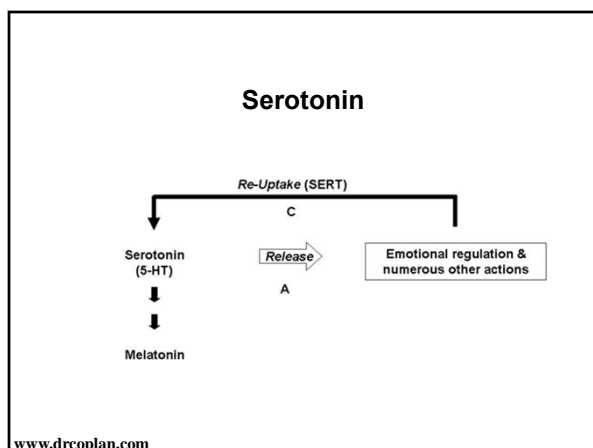 Serotonin
Re-Uptake (SERT)
C
Serotonin
(5-HT)
Release
Emotional regulation &
numerous other actions
A
Melatonin
www.drcoplan.com